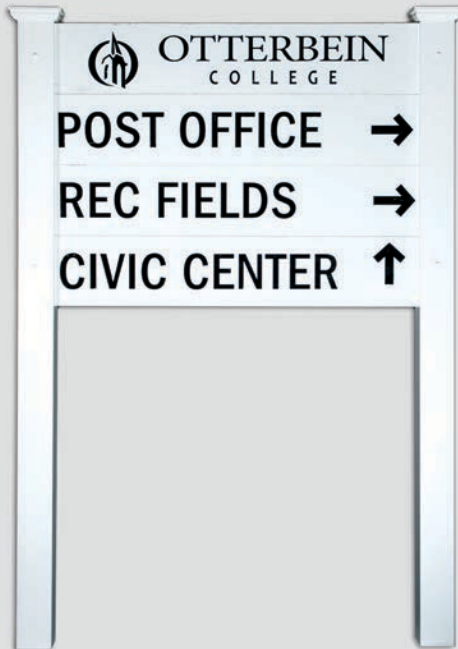 OTTERBEIN
COLLEGE
POST OFFICE →
REC FIELDS →
CIVIC CENTER ↑